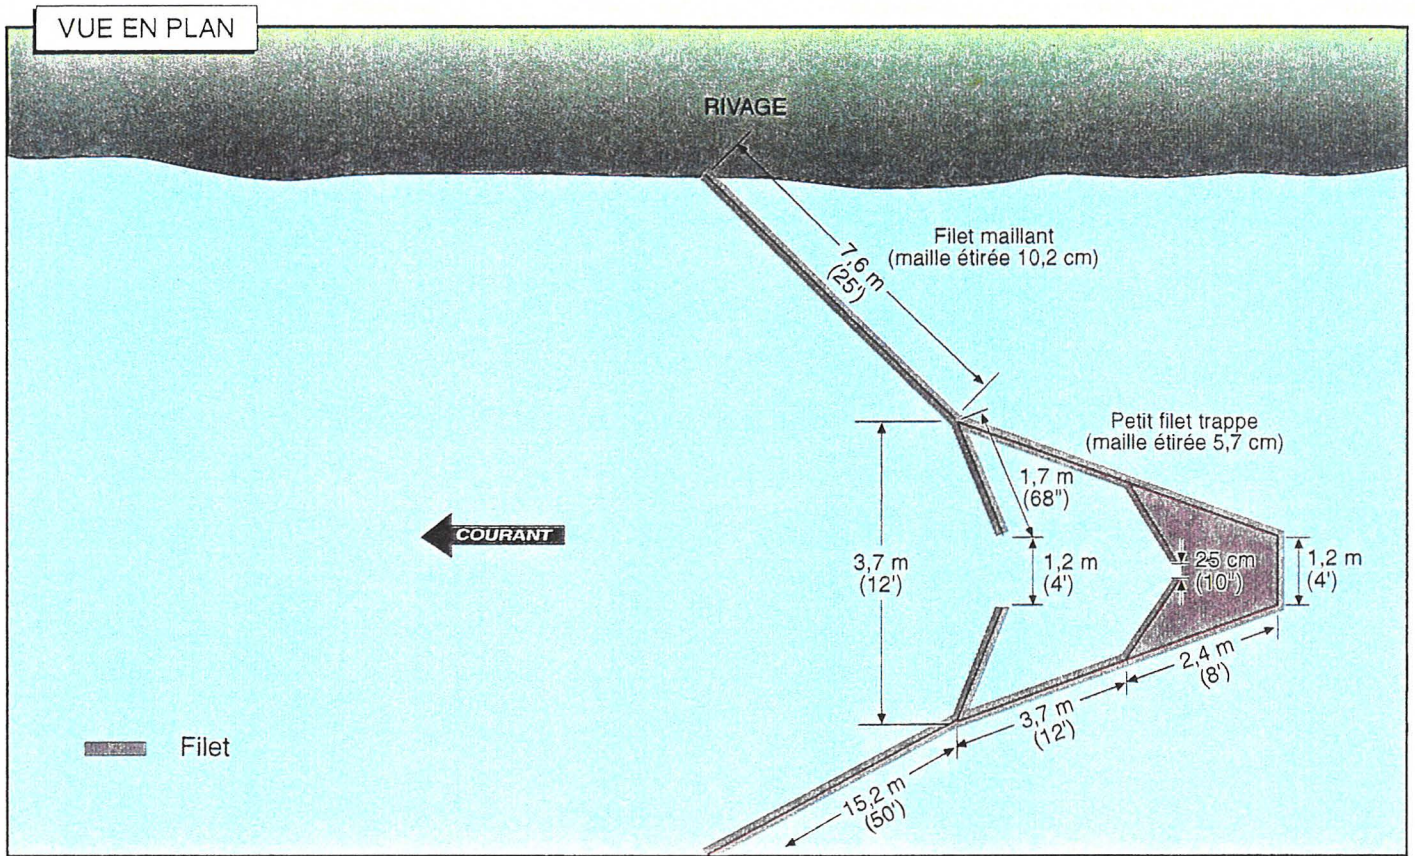 VUE EN PLAN
RIVAGE
Filet maillant
(maille étirée 10,2 cm)
7,6 m
(25')
Petit filet trappe
(maille étirée 5,7 cm)
1,7 m
(68")
COURANT
3,7 m
(12')
1,2 m
(4')
25 cm
(10")
1,2 m
(4')
2,4 m
(8')
3,7 m
(12')
Filet
15,2 m
(50')